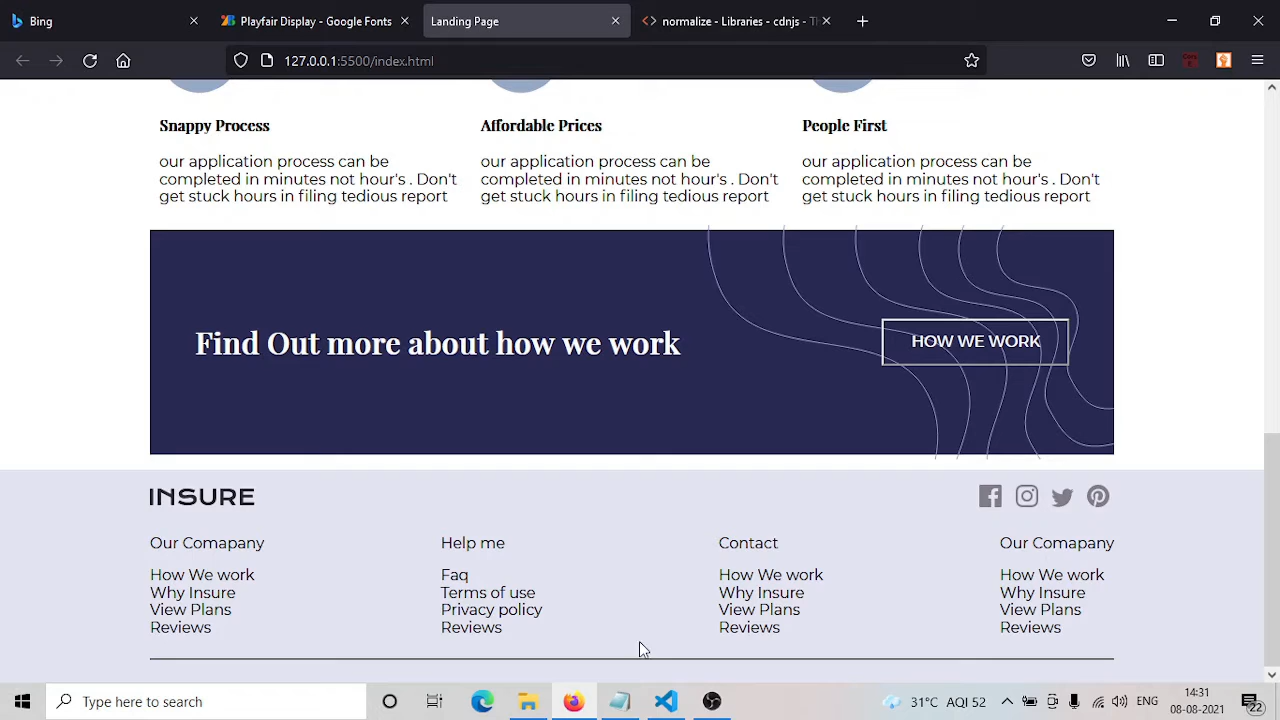 Bing
Playfair Display - Google Fonts
Landing Page
normalize - Libraries - cdnjs - Th
127.0.0.1:5500/index.html
Snappy Process
Affordable Prices
People First
our application process can be
completed in minutes not hour's . Don't
get stuck hours in filing tedious report
our application process can be
completed in minutes not hour's . Don't
get stuck hours in filing tedious report
our application process can be
completed in minutes not hour's . Don't
get stuck hours in filing tedious report
Find Out more about how we work
HOW WE WORK
INSURE
Our Comapany
How We work
Why Insure
View Plans
Reviews
Help me
Faq
Terms of use
Privacy policy
Reviews
Contact
How We work
Why Insure
View Plans
Reviews
Our Comapany
How We work
Why Insure
View Plans
Reviews
Type here to search
31°C AQI 52
14:31
08-08-2021
22